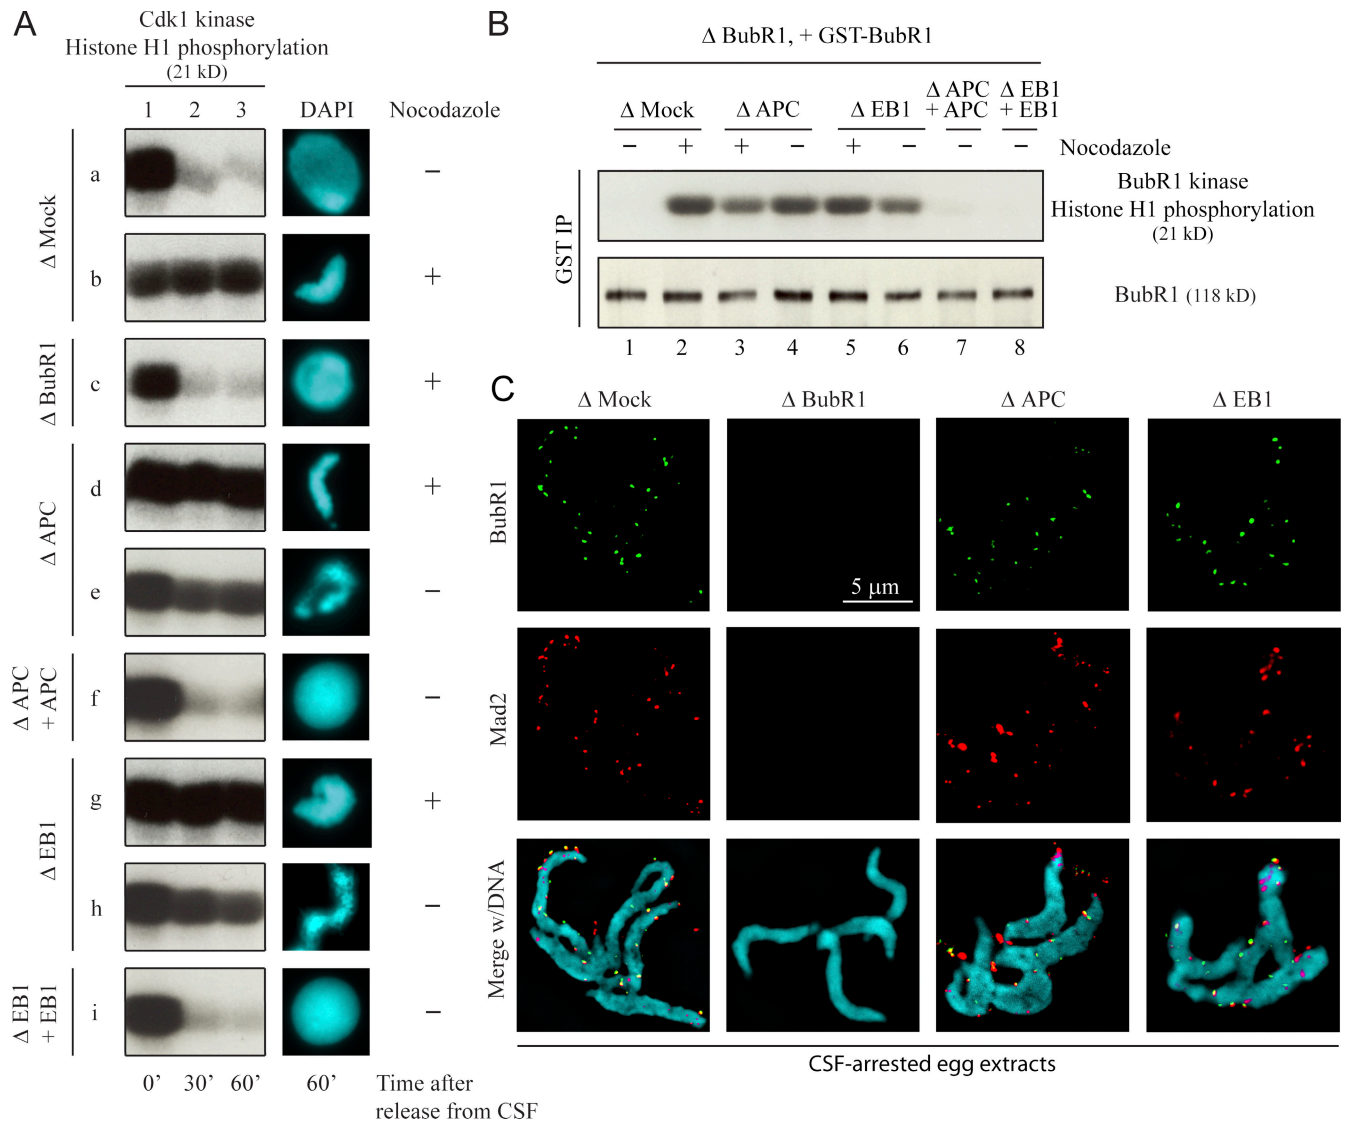 A
Cdk1 kinase
Histone H1 phosphorylation
(21 kD)
1 2 3 DAPI Nocodazole
Δ Mock
a −
b +
Δ BubR1
c +
Δ APC
d +
e −
Δ APC
+ APC
f −
Δ EB1
g +
h −
Δ EB1
+ EB1
i −
0’ 30’ 60’ 60’ Time after
release from CSF
B
Δ BubR1, + GST-BubR1
Δ Mock Δ APC Δ EB1 Δ APC + APC Δ EB1 + EB1
− + + − + − − − Nocodazole
GST IP
BubR1 kinase
Histone H1 phosphorylation
(21 kD)
BubR1 (118 kD)
1 2 3 4 5 6 7 8
C
Δ Mock Δ BubR1 Δ APC Δ EB1
BubR1
5 μm
Mad2
Merge w/DNA
CSF-arrested egg extracts